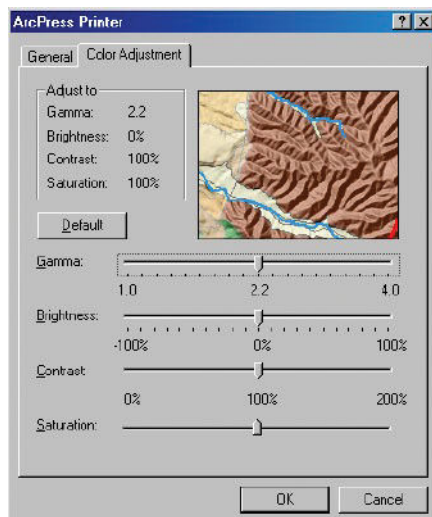 ArcPress Printer
General Color Adjustment
Adjust to
Gamma: 2.2
Brightness: 0%
Contrast: 100%
Saturation: 100%
Default
Gamma:
1.0 2.2 4.0
Brightness:
-100% 0% 100%
Contrast
0% 100% 200%
Saturation:
OK Cancel